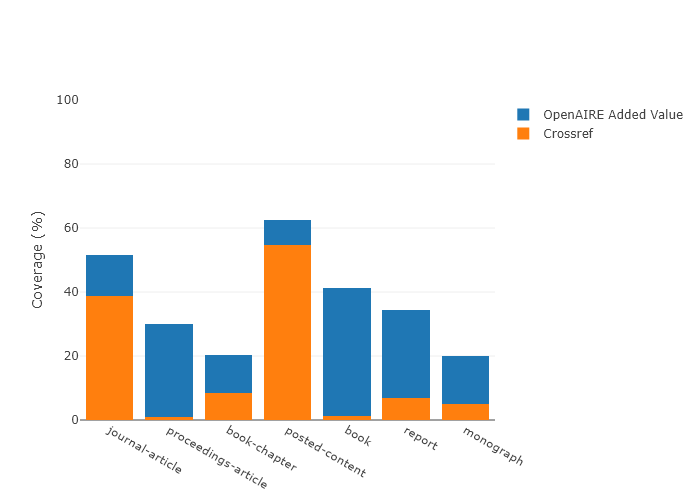 100
80
60
40
20
0
Coverage (%)
journal-article
proceedings-article
book-chapter
posted-content
book
report
monograph
OpenAIRE Added Value
Crossref